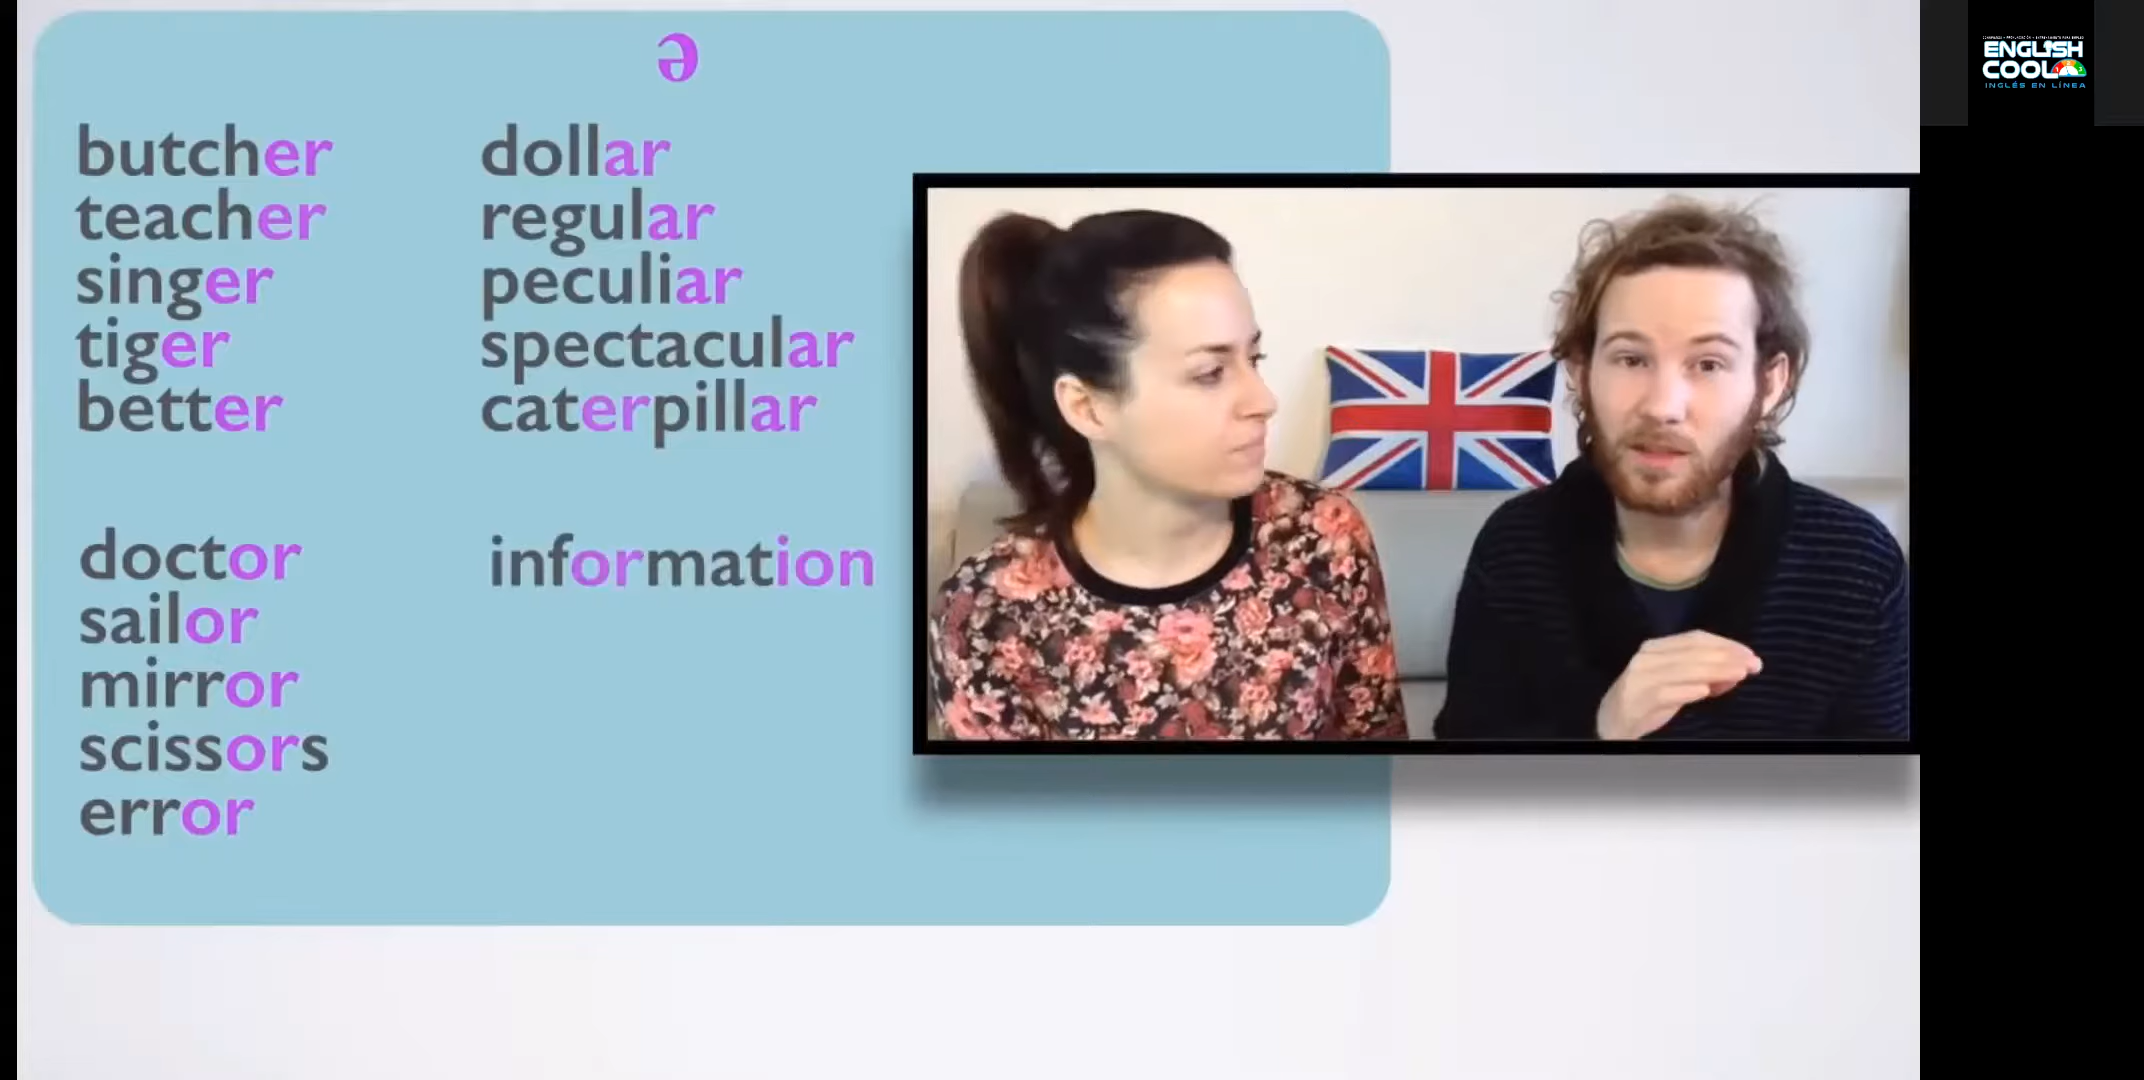 ə
butcher
teacher
singer
tiger
better
dollar
regular
peculiar
spectacular
caterpillar
doctor
sailor
mirror
scissors
error
information
ENGLISH
COOL
INGLÉS EN LÍNEA